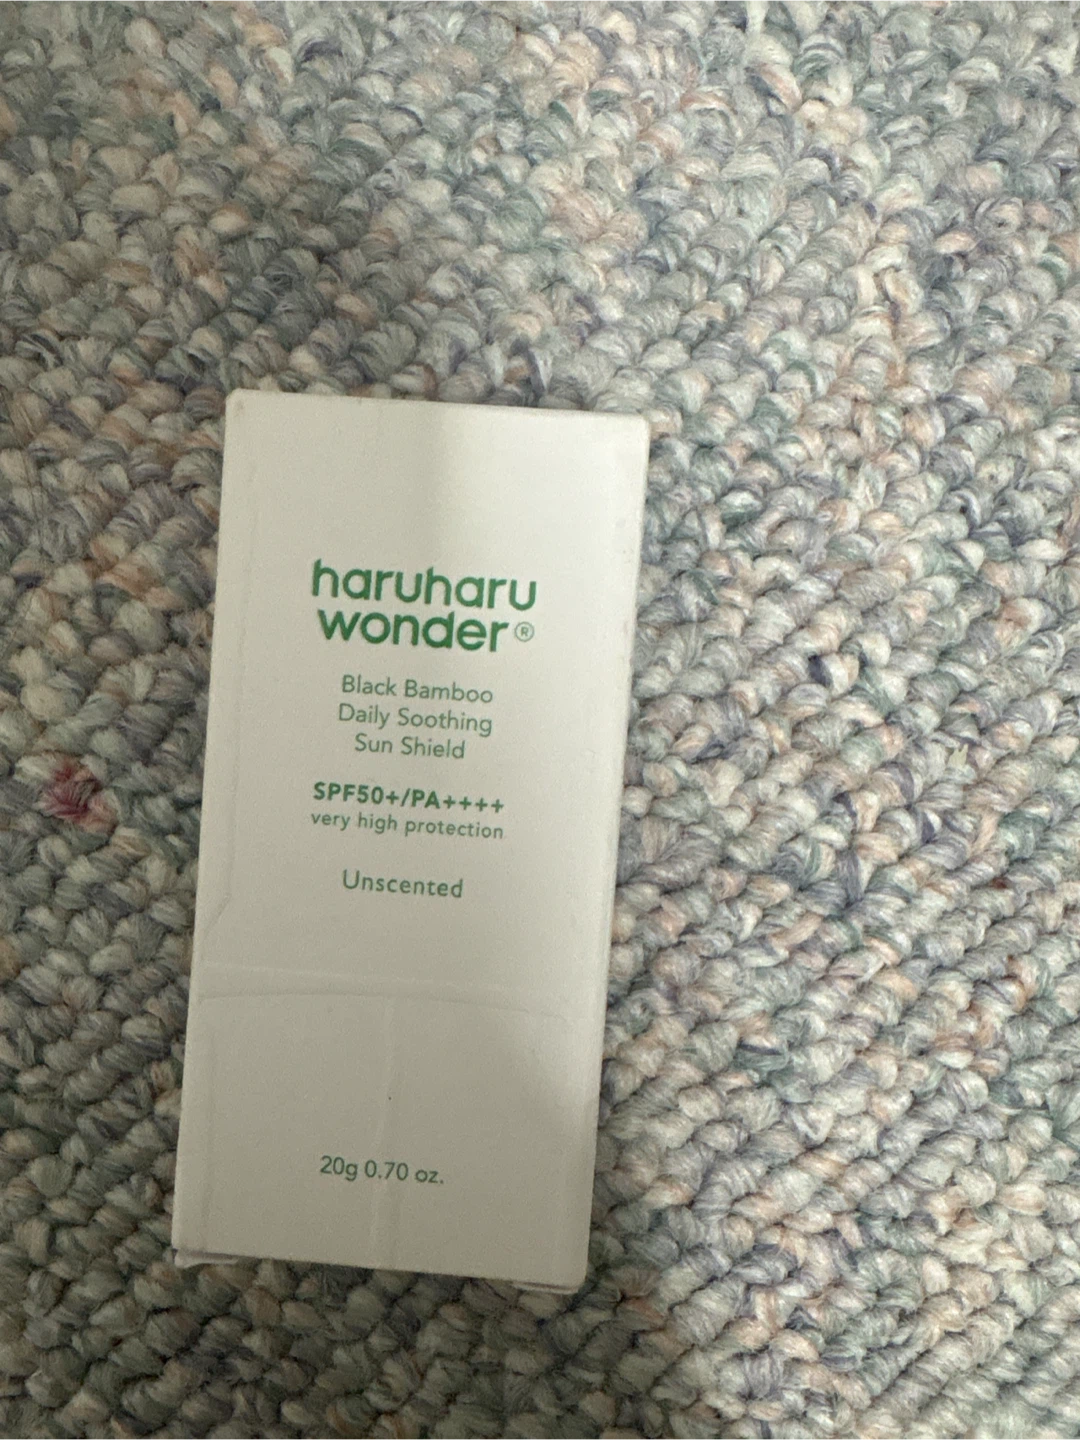 haruharu
wonder®
Black Bamboo
Daily Soothing
Sun Shield
SPF50+/PA++++
very high protection
Unscented
20g 0.70 oz.